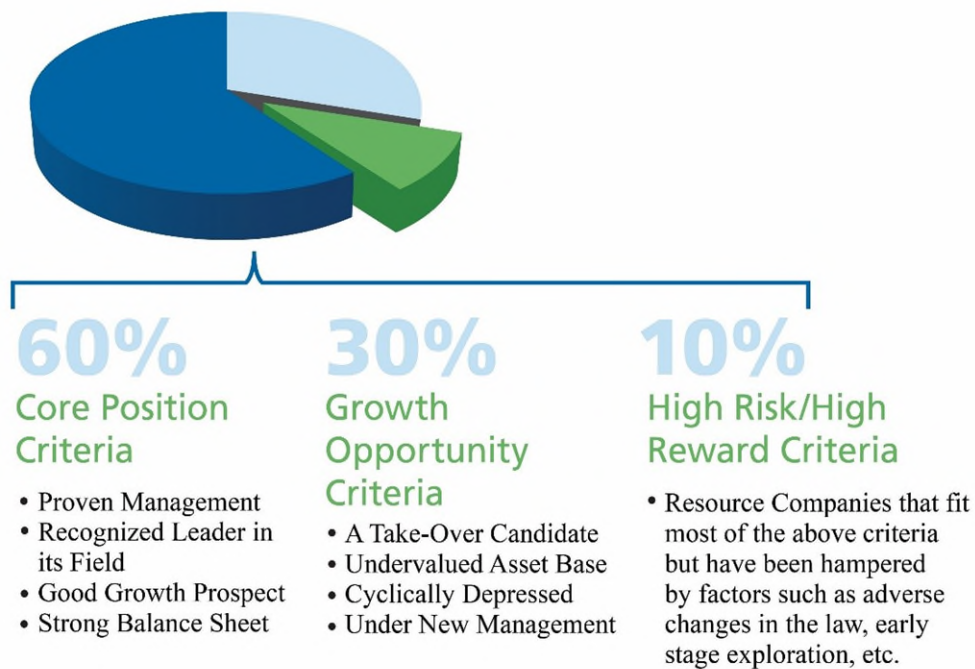 60%
Core Position
Criteria
• Proven Management
• Recognized Leader in
its Field
• Good Growth Prospect
• Strong Balance Sheet
30%
Growth
Opportunity
Criteria
• A Take-Over Candidate
• Undervalued Asset Base
• Cyclically Depressed
• Under New Management
10%
High Risk/High
Reward Criteria
• Resource Companies that fit
most of the above criteria
but have been hampered
by factors such as adverse
changes in the law, early
stage exploration, etc.